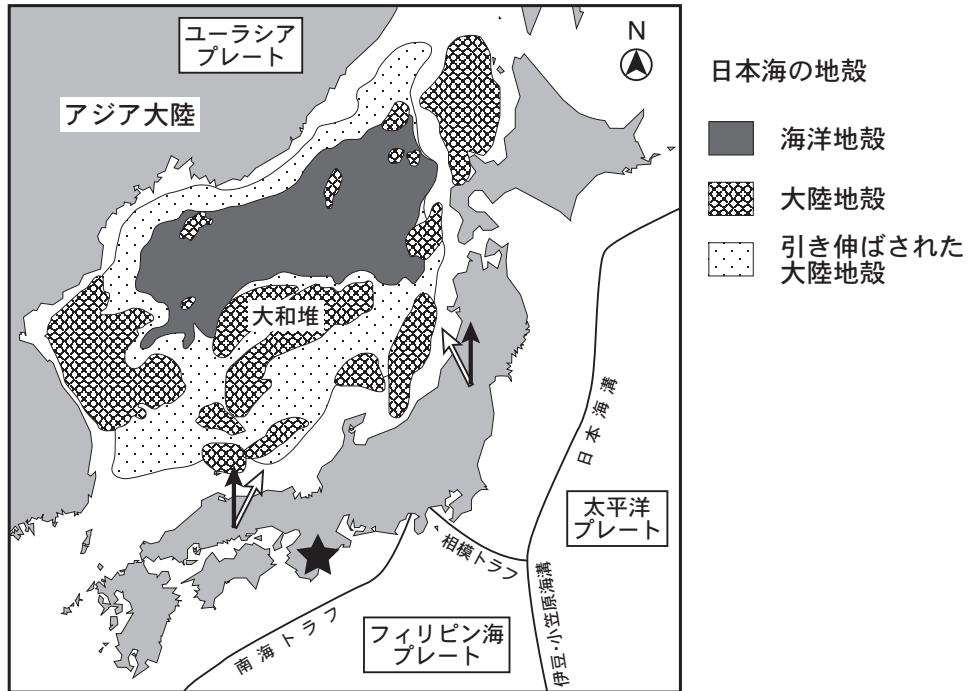 ユーラシア
プレート
N
アジア大陸
日本海の地殻
海洋地殻
大陸地殻
引き伸ばされた
大陸地殻
大和堆
日本海溝
太平洋
プレート
相模トラフ
伊豆・小笠原海溝
南海トラフ
フィリピン海
プレート